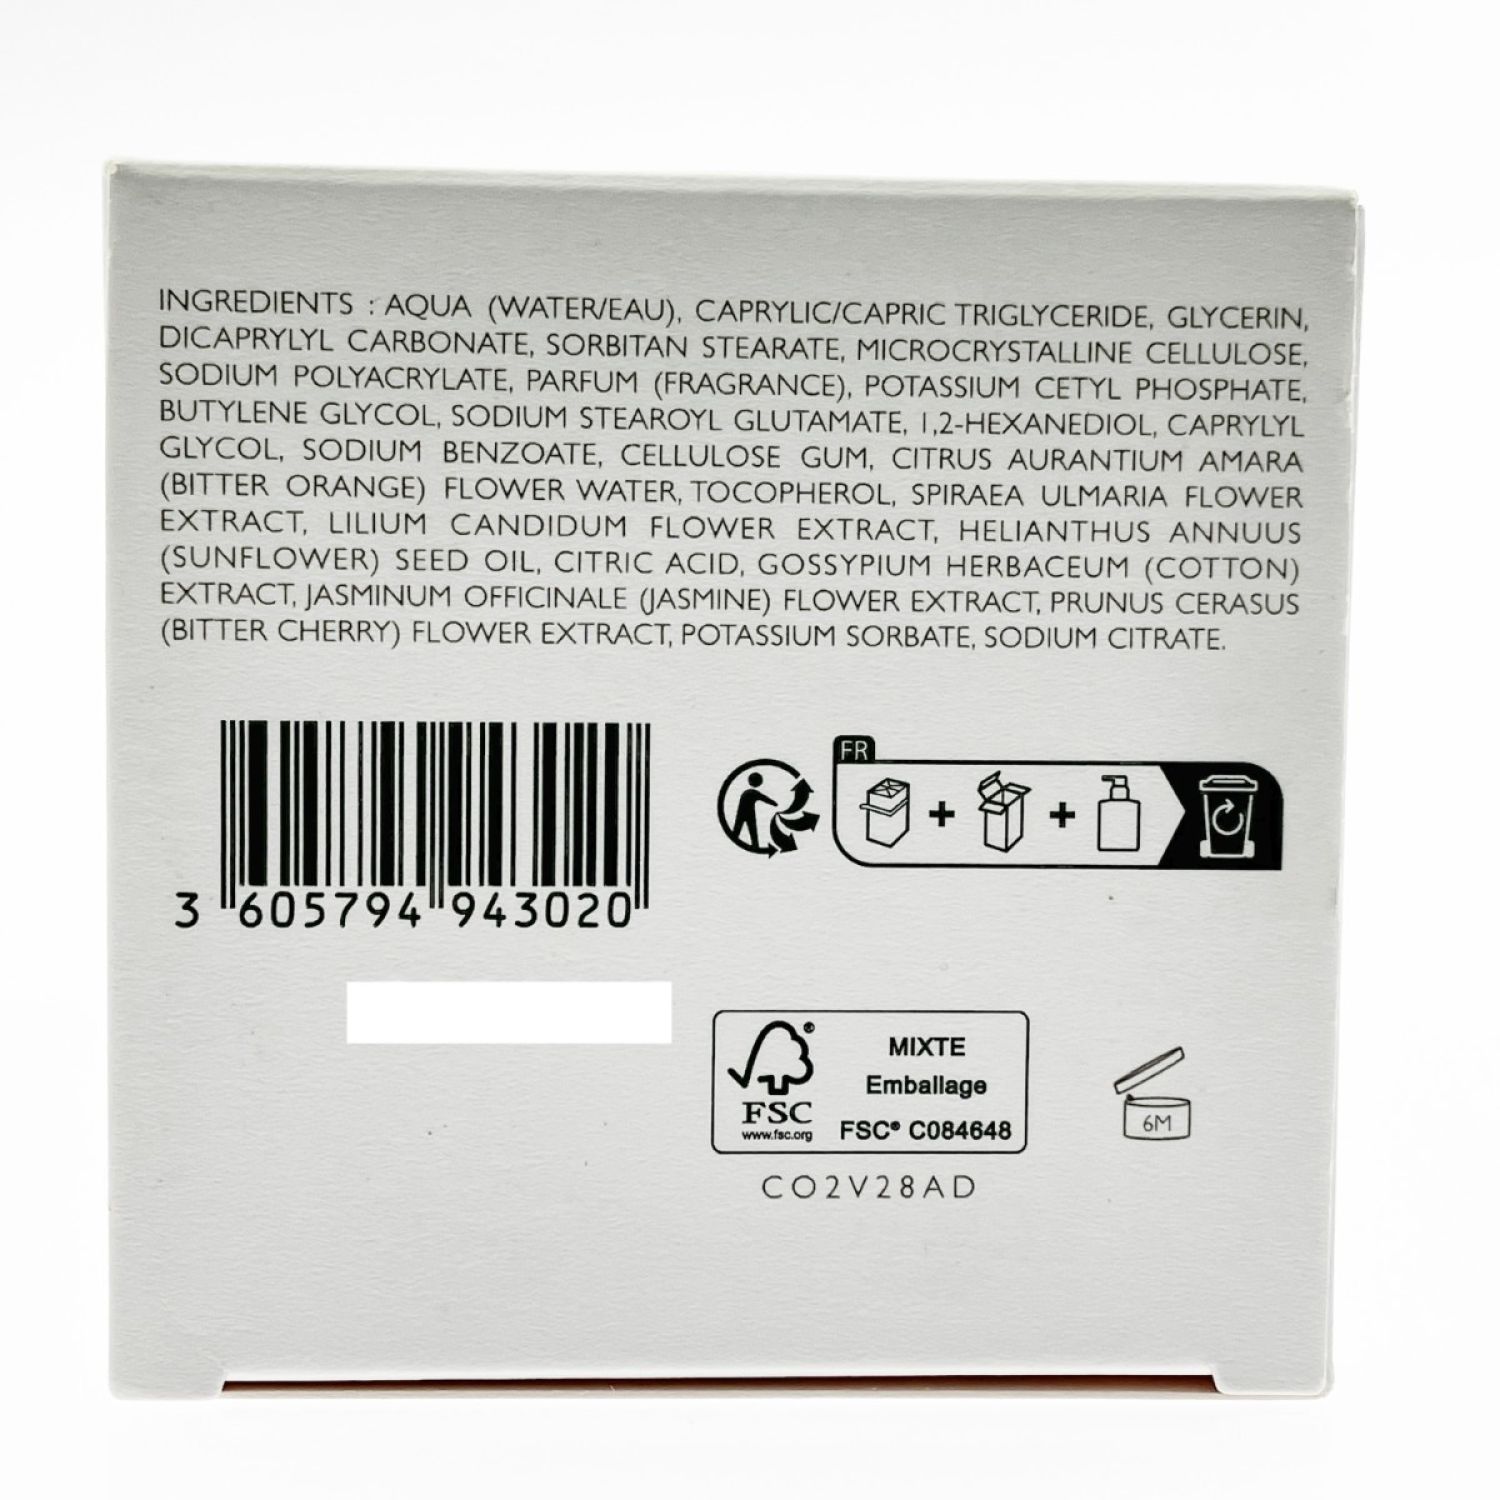 INGREDIENTS : AQUA (WATER/EAU), CAPRYLIC/CAPRIC TRIGLYCERIDE, GLYCERIN,
DICAPRYLYL CARBONATE, SORBITAN STEARATE, MICROCRYSTALLINE CELLULOSE,
SODIUM POLYACRYLATE, PARFUM (FRAGRANCE), POTASSIUM CETYL PHOSPHATE,
BUTYLENE GLYCOL, SODIUM STEAROYL GLUTAMATE, 1,2-HEXANEDIOL, CAPRYLYL
GLYCOL, SODIUM BENZOATE, CELLULOSE GUM, CITRUS AURANTIUM AMARA
(BITTER ORANGE) FLOWER WATER, TOCOPHEROL, SPIRAEA ULMARIA FLOWER
EXTRACT, LILIUM CANDIDUM FLOWER EXTRACT, HELIANTHUS ANNUUS
(SUNFLOWER) SEED OIL, CITRIC ACID, GOSSYPIUM HERBACEUM (COTTON)
EXTRACT, JASMINUM OFFICINALE (JASMINE) FLOWER EXTRACT, PRUNUS CERASUS
(BITTER CHERRY) FLOWER EXTRACT, POTASSIUM SORBATE, SODIUM CITRATE.
3 605794 943020
FR
+ +
FSC®
www.fsc.org
MIXTE
Emballage
FSC® C084648
CO2V28AD
6M